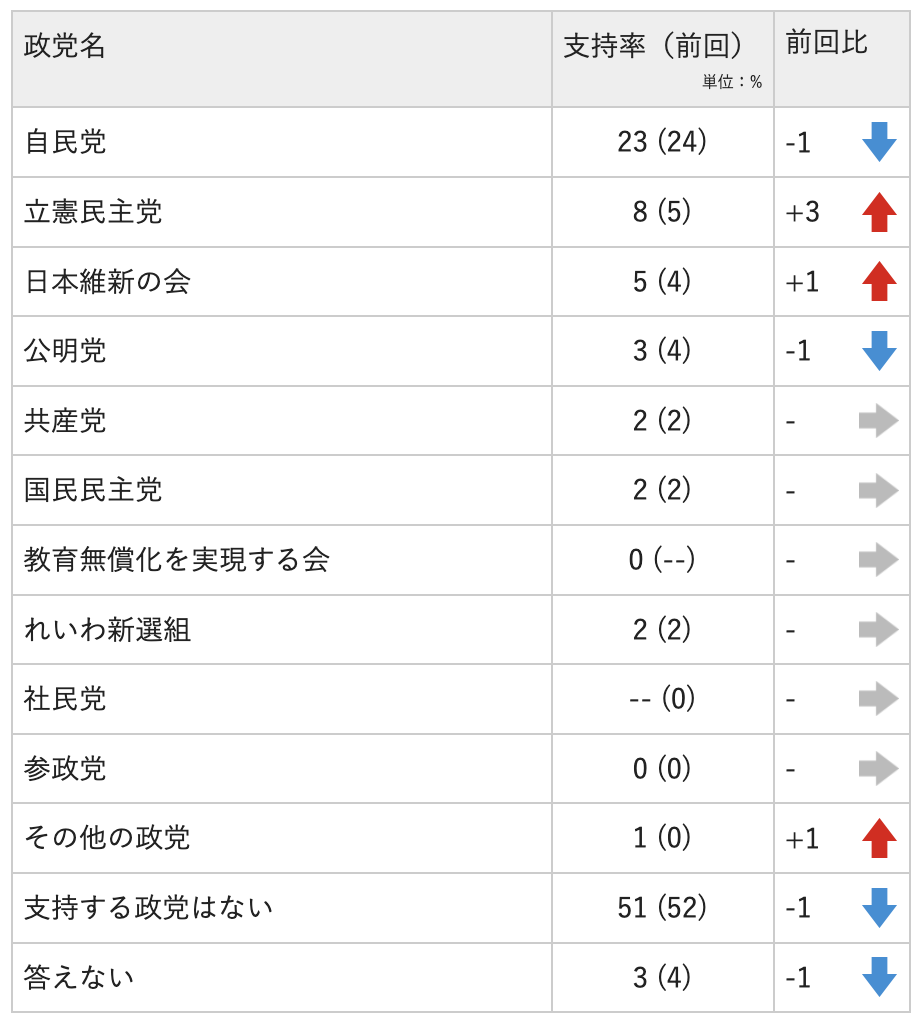 政党名 支持率（前回） 前回比
単位：%
自民党 23 (24) -1
立憲民主党 8 (5) +3
日本維新の会 5 (4) +1
公明党 3 (4) -1
共産党 2 (2) -
国民民主党 2 (2) -
教育無償化を実現する会 0 (--) -
れいわ新選組 2 (2) -
社民党 -- (0) -
参政党 0 (0) -
その他の政党 1 (0) +1
支持する政党はない 51 (52) -1
答えない 3 (4) -1